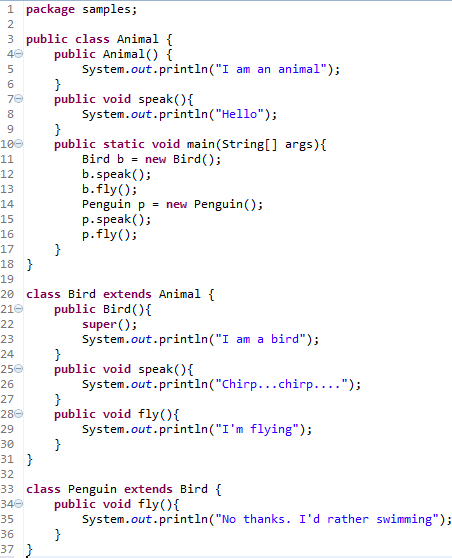 1 package samples;
2
3 public class Animal {
4 public Animal() {
5 System.out.println("I am an animal");
6 }
7 public void speak(){
8 System.out.println("Hello");
9 }
10 public static void main(String[] args){
11 Bird b = new Bird();
12 b.speak();
13 b.fly();
14 Penguin p = new Penguin();
15 p.speak();
16 p.fly();
17 }
18 }
19
20 class Bird extends Animal {
21 public Bird(){
22 super();
23 System.out.println("I am a bird");
24 }
25 public void speak(){
26 System.out.println("Chirp...chirp....");
27 }
28 public void fly(){
29 System.out.println("I'm flying");
30 }
31 }
32
33 class Penguin extends Bird {
34 public void fly(){
35 System.out.println("No thanks. I'd rather swimming");
36 }
37 }